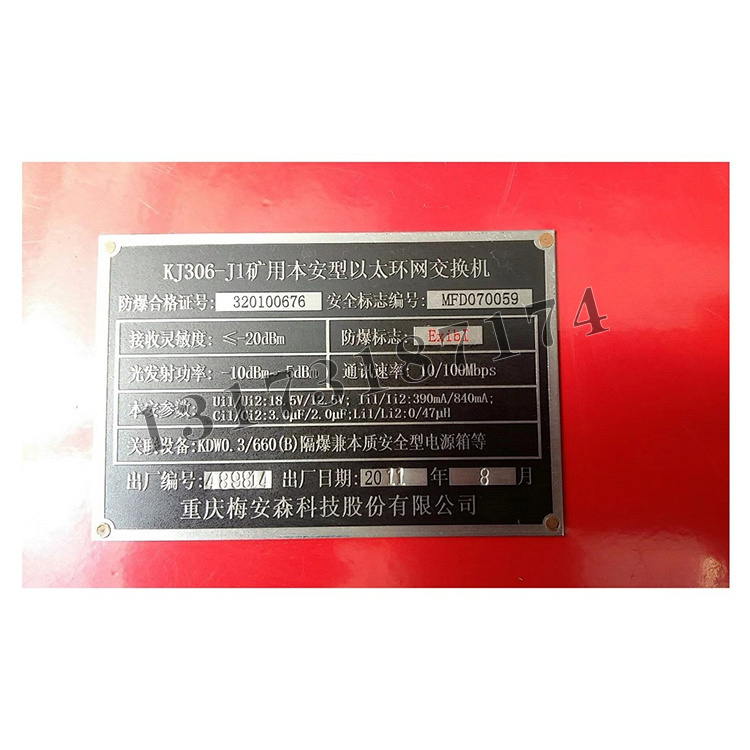 KJ306-J1矿用本安型以太环网交换机
防爆合格证号: 320100676 安全标志编号: MFD070059
接收灵敏度: ≤-20dBm 防爆标志: ExibI
光发射功率: -10dBm~-5dBm 通讯速率: 10/100Mbps
本安参数: Ui1/Ui2:18.5V/12.5V; Ii1/Ii2:390mA/840mA;
Ci1/Ci2:3.0μF/2.0μF;Li1/Li2:0/47μH
关联设备:KDW0.3/660(B)隔爆兼本质安全型电源箱等
出厂编号: 489814 出厂日期: 2011 年 8 月
重庆梅安森科技股份有限公司
13173187174